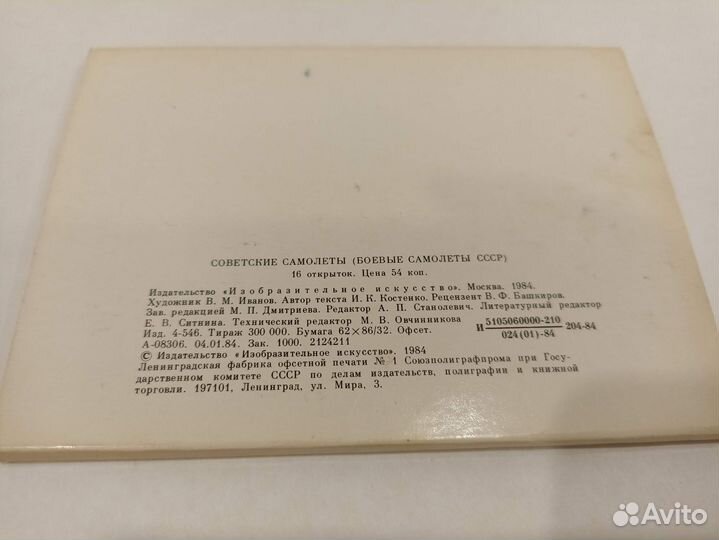 СОВЕТСКИЕ САМОЛЕТЫ (БОЕВЫЕ САМОЛЕТЫ СССР)
16 открыток. Цена 54 коп.
Издательство «Изобразительное искусство». Москва. 1984.
Художник В. М. Иванов. Автор текста И. К. Костенко. Рецензент В. Ф. Башкиров.
Зав. редакцией М. П. Дмитриева. Редактор А. П. Станолевич. Литературный редактор
Е. В. Ситнина. Технический редактор М. В. Овчинникова
Изд. 4-546. Тираж 300 000. Бумага 62×86/32. Офсет.
А-08306. 04.01.84. Зак. 1000. 2124211
И 5105060000-210 / 024(01)-84 204-84
© Издательство «Изобразительное искусство». 1984
Ленинградская фабрика офсетной печати № 1 Союзполиграфпрома при Госу-
дарственном комитете СССР по делам издательств, полиграфии и книжной
торговли. 197101, Ленинград, ул. Мира, 3.
Avito